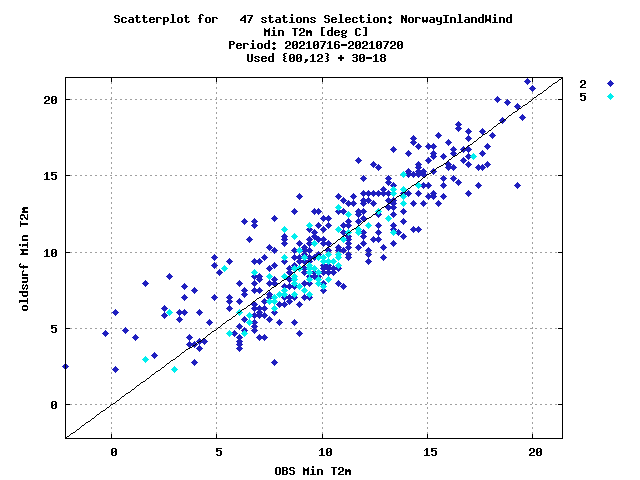 Scatterplot for   47 stations Selection: NorwayInlandWind
Min T2m [deg C]
Period: 20210716-20210720
Used {00,12} + 30-18
2
5
20
15
10
5
0
oldsurf Min T2m
0 5 10 15 20
OBS Min T2m